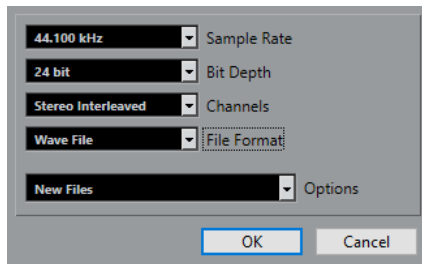 44.100 kHz Sample Rate
24 bit Bit Depth
Stereo Interleaved Channels
Wave File File Format
New Files Options
OK Cancel